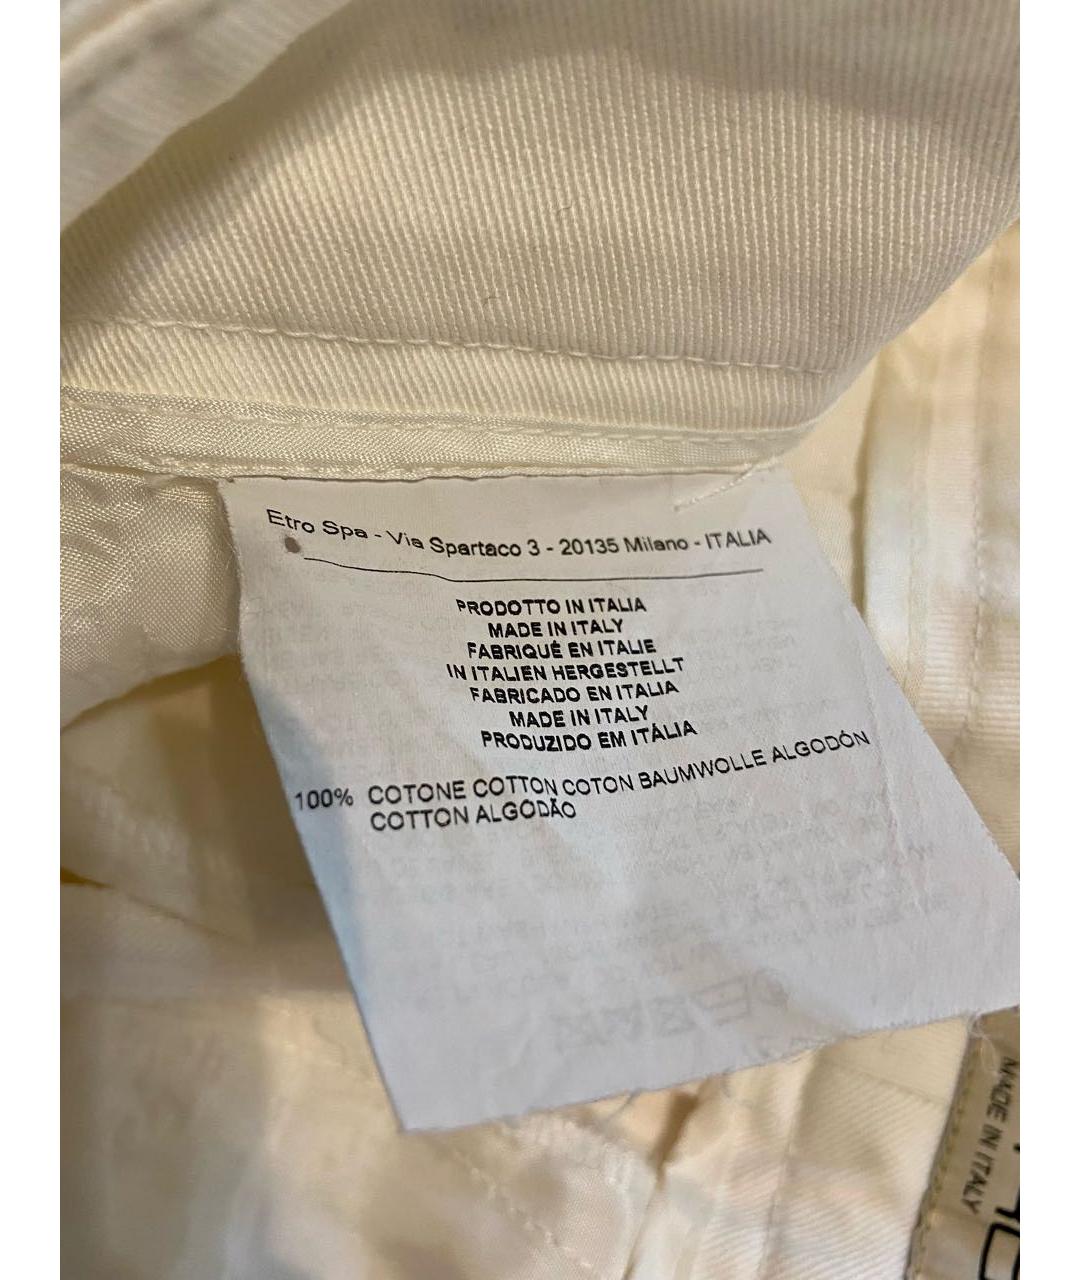 Etro Spa - Via Spartaco 3 - 20135 Milano - ITALIA
PRODOTTO IN ITALIA
MADE IN ITALY
FABRIQUÉ EN ITALIE
IN ITALIEN HERGESTELLT
FABRICADO EN ITALIA
MADE IN ITALY
PRODUZIDO EM ITÁLIA
100% COTONE COTTON COTON BAUMWOLLE ALGODÓN
COTTON ALGODÃO
MADE IN ITALY